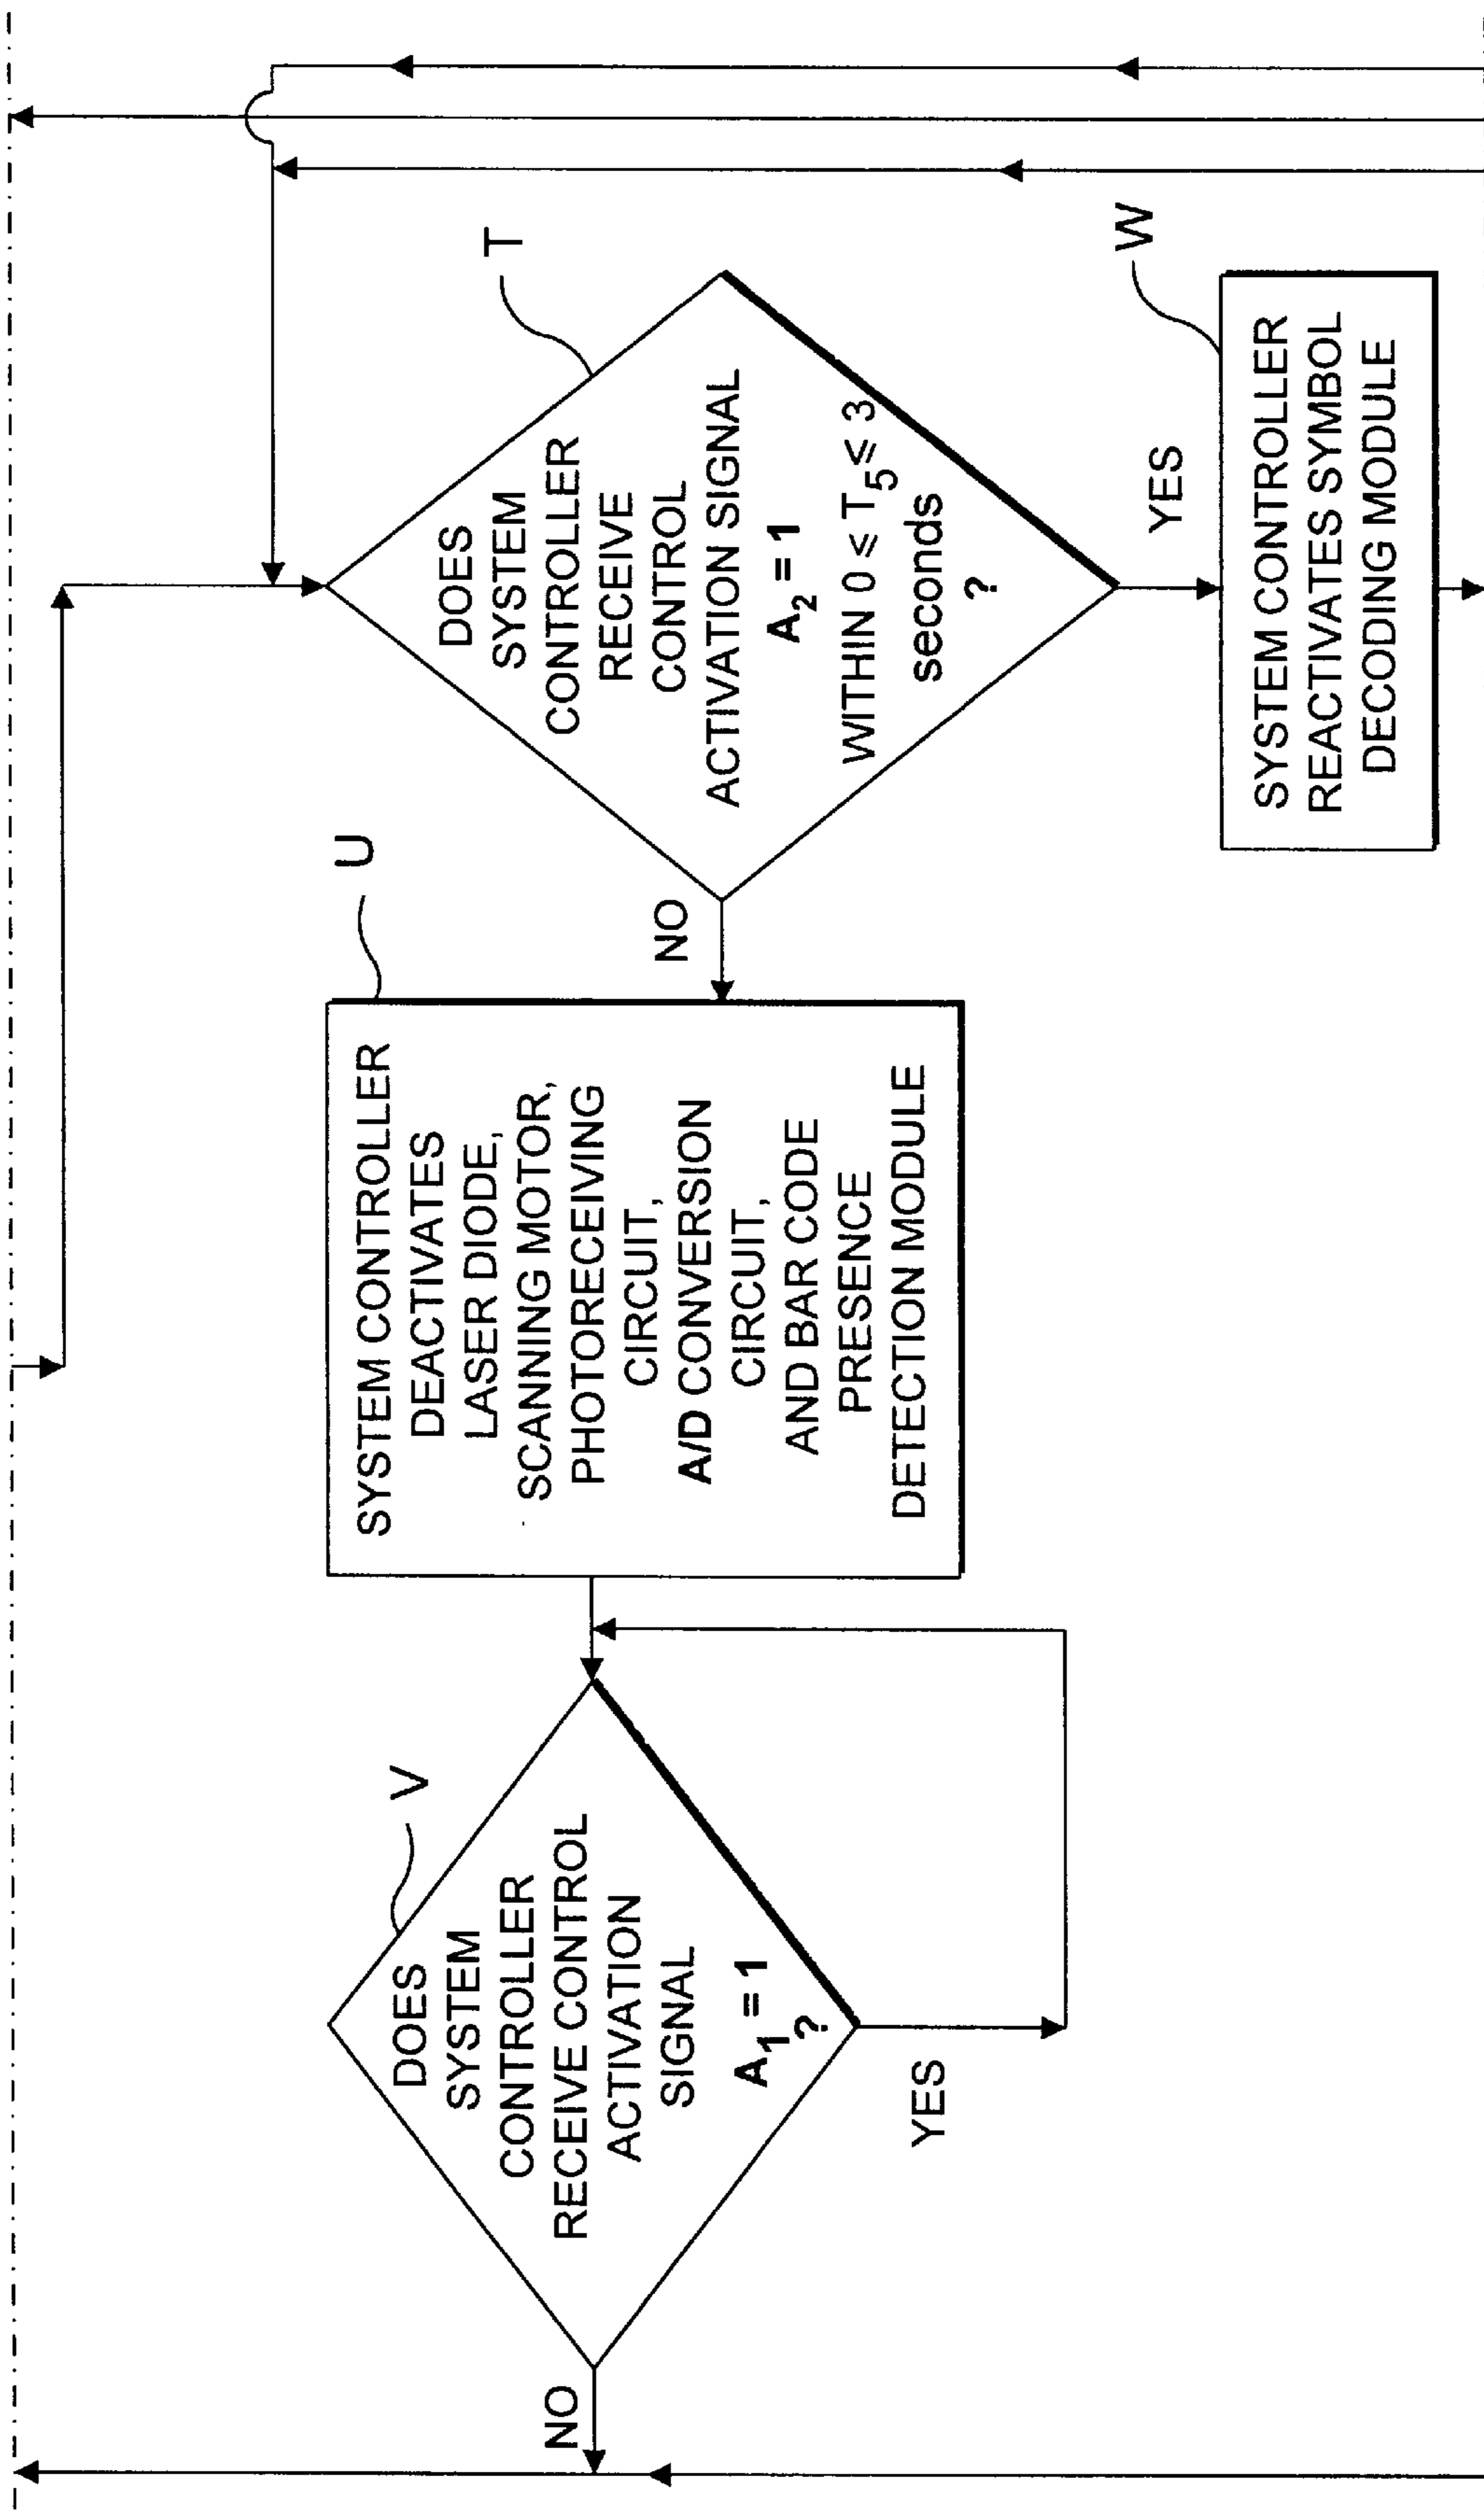 T
DOES
SYSTEM
CONTROLLER
RECEIVE
CONTROL
ACTIVATION SIGNAL
A₂ = 1
WITHIN 0 ≤ T₅ ≤ 3
seconds
?
NO
YES
U
SYSTEM CONTROLLER
DEACTIVATES
LASER DIODE,
SCANNING MOTOR,
PHOTORECEIVING
CIRCUIT,
A/D CONVERSION
CIRCUIT,
AND BAR CODE
PRESENCE
DETECTION MODULE
V
DOES
SYSTEM
CONTROLLER
RECEIVE CONTROL
ACTIVATION
SIGNAL
A₁ = 1
?
NO
YES
W
SYSTEM CONTROLLER
REACTIVATES SYMBOL
DECODING MODULE